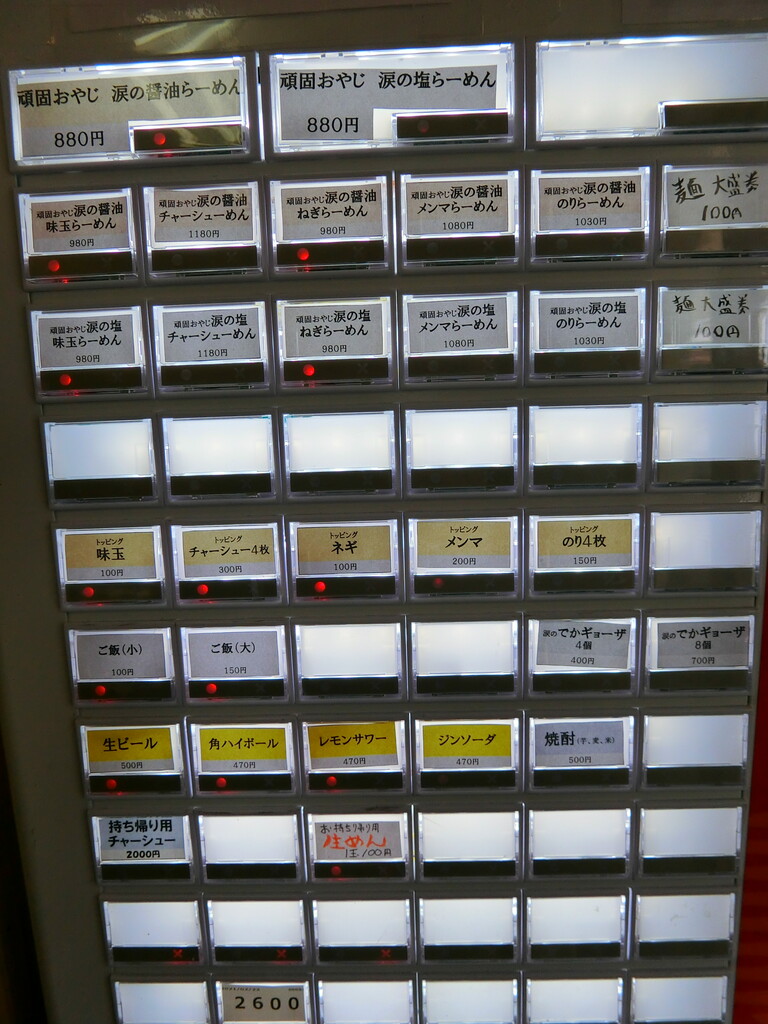 頑固おやじ 涙の醤油らーめん
880円
頑固おやじ 涙の塩らーめん
880円
頑固おやじ涙の醤油
味玉らーめん
980円
頑固おやじ涙の醤油
チャーシューめん
1180円
頑固おやじ涙の醤油
ねぎらーめん
980円
頑固おやじ涙の醤油
メンマらーめん
1080円
頑固おやじ涙の醤油
のりらーめん
1030円
麺 大盛券
100円
頑固おやじ涙の塩
味玉らーめん
980円
頑固おやじ涙の塩
チャーシューめん
1180円
頑固おやじ涙の塩
ねぎらーめん
980円
頑固おやじ涙の塩
メンマらーめん
1080円
頑固おやじ涙の塩
のりらーめん
1030円
麺 大盛券
100円
トッピング
味玉
100円
トッピング
チャーシュー4枚
300円
トッピング
ネギ
100円
トッピング
メンマ
200円
トッピング
のり4枚
150円
ご飯(小)
100円
ご飯(大)
150円
涙のでかギョーザ
4個
400円
涙のでかギョーザ
8個
700円
生ビール
500円
角ハイボール
470円
レモンサワー
470円
ジンソーダ
470円
焼酎(芋、麦、米)
500円
持ち帰り用
チャーシュー
2000円
お持ち帰り用
生めん
1玉100円
2600